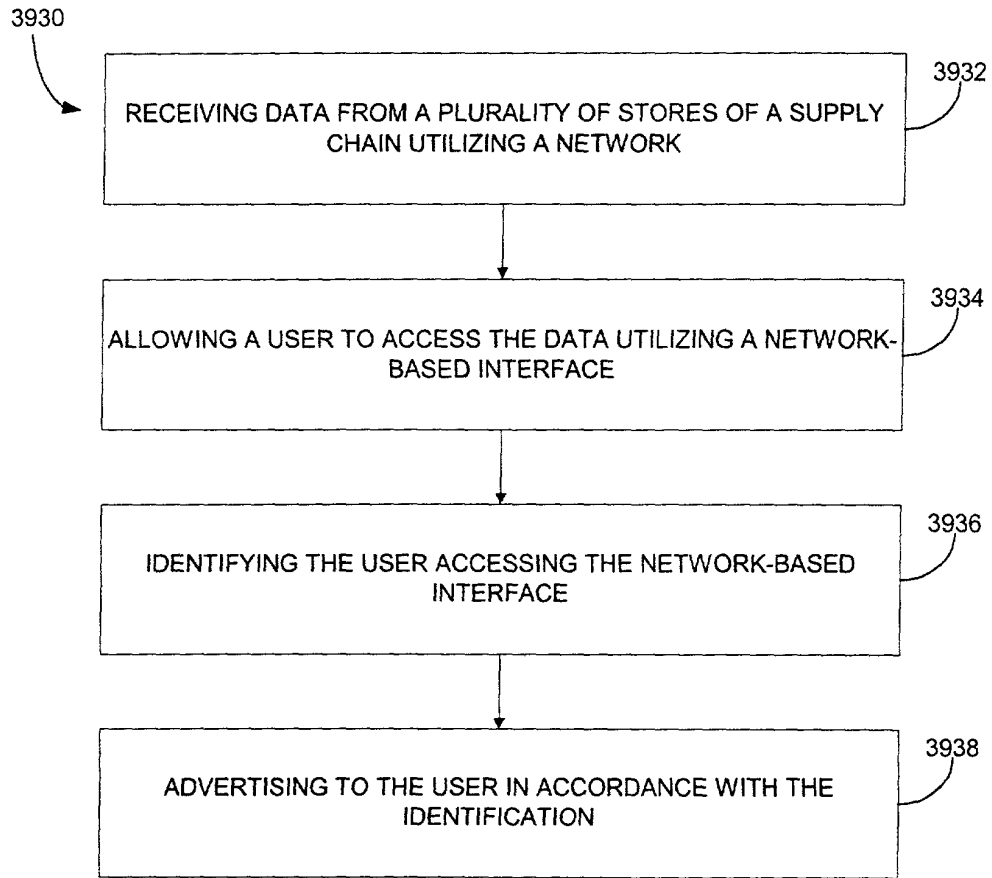 3930
3932
RECEIVING DATA FROM A PLURALITY OF STORES OF A SUPPLY
CHAIN UTILIZING A NETWORK
3934
ALLOWING A USER TO ACCESS THE DATA UTILIZING A NETWORK-
BASED INTERFACE
3936
IDENTIFYING THE USER ACCESSING THE NETWORK-BASED
INTERFACE
3938
ADVERTISING TO THE USER IN ACCORDANCE WITH THE
IDENTIFICATION